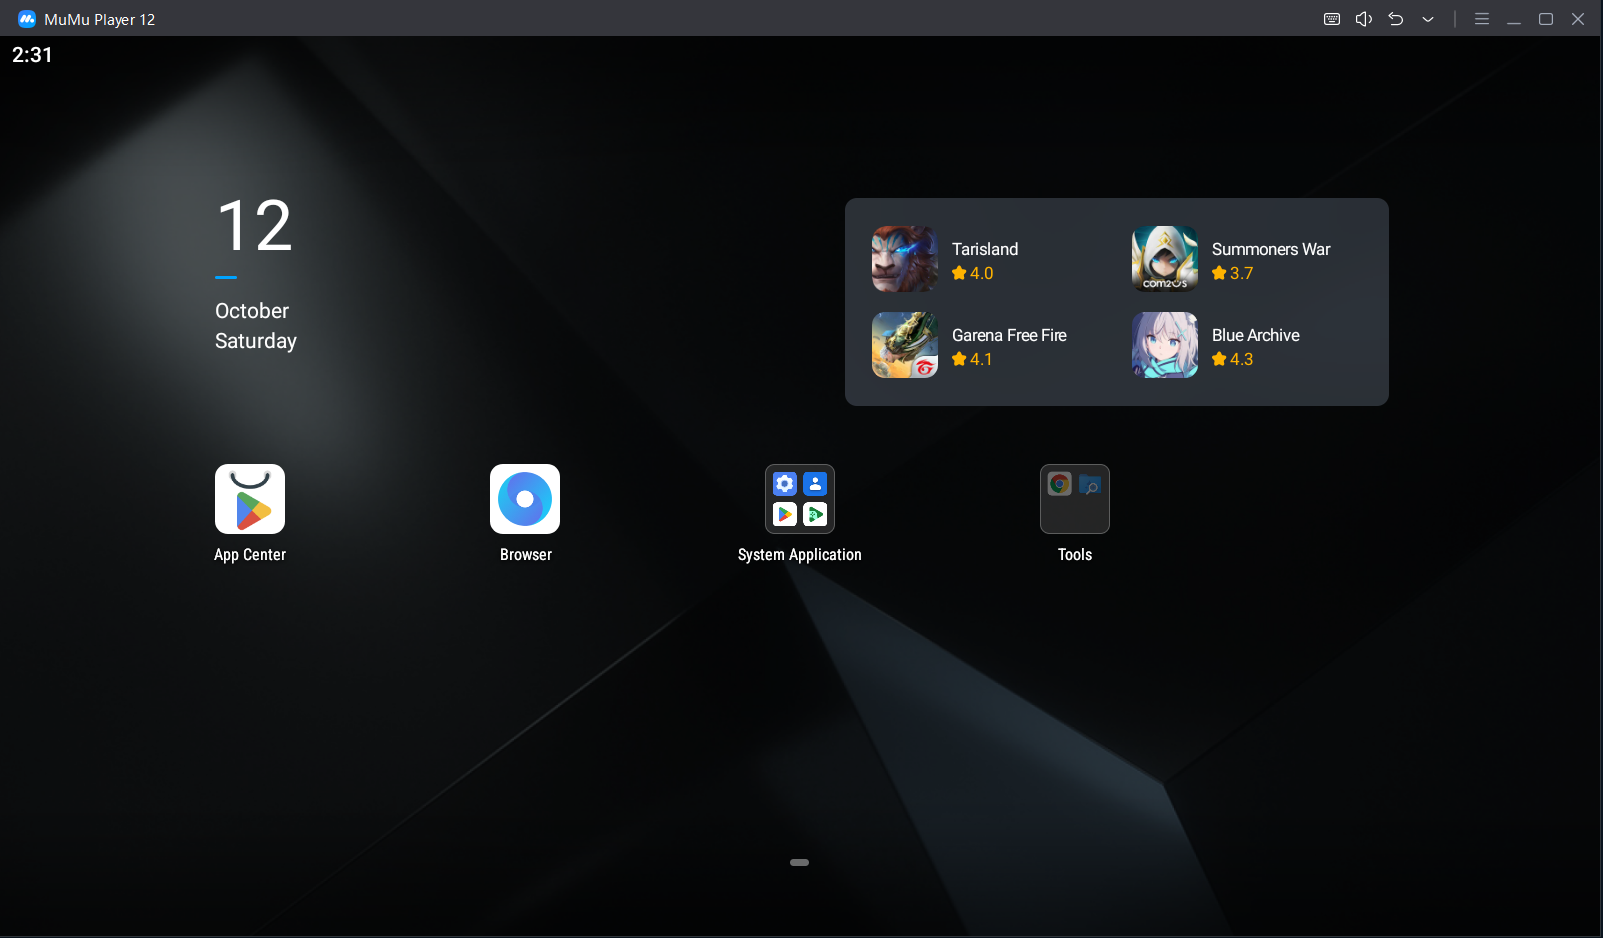 MuMu Player 12
2:31
12
October
Saturday
Tarisland
4.0
Summoners War
3.7
com2us
Garena Free Fire
4.1
Blue Archive
4.3
App Center
Browser
System Application
Tools